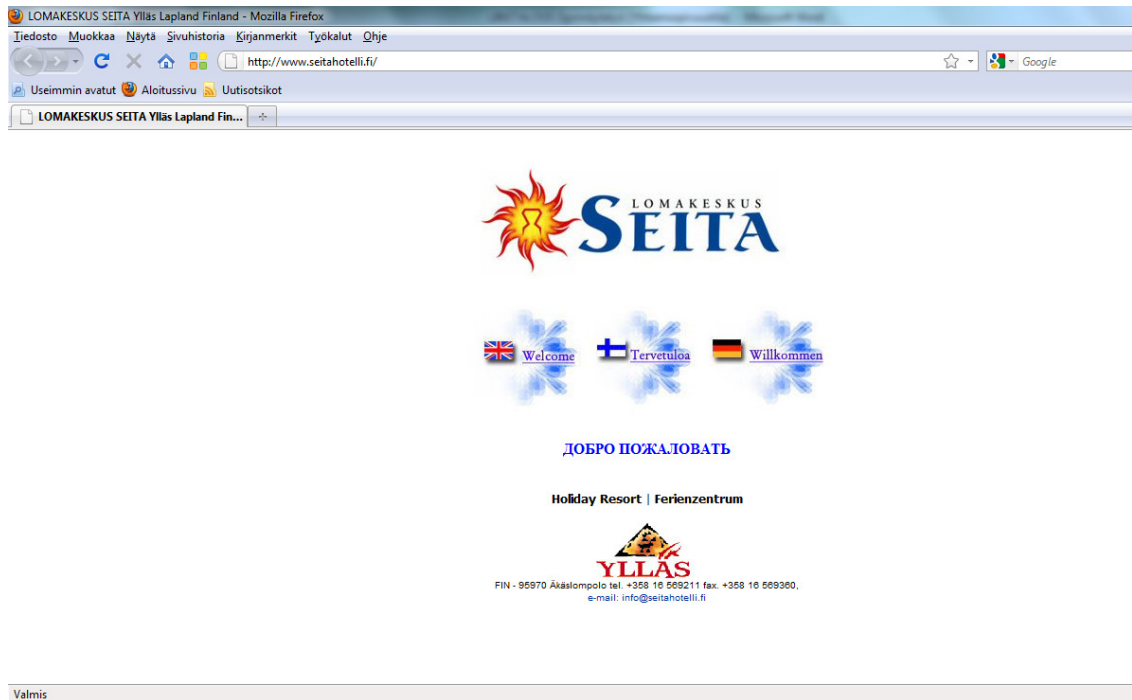 LOMAKESKUS SEITA Ylläs Lapland Finland - Mozilla Firefox
Tiedosto Muokkaa Näytä Sivuhistoria Kirjanmerkit Työkalut Ohje
http://www.seitahotelli.fi/ Google
Useimmin avatut Aloitussivu Uutisotsikot
LOMAKESKUS SEITA Ylläs Lapland Fin...
LOMAKESKUS
SEITA
Welcome Tervetuloa Willkommen
ДОБРО ПОЖАЛОВАТЬ
Holiday Resort | Ferienzentrum
YLLÄS
FIN - 95970 Äkäslompolo tel. +358 16 569211 fax. +358 16 569360,
e-mail: info@seitahotelli.fi
Valmis